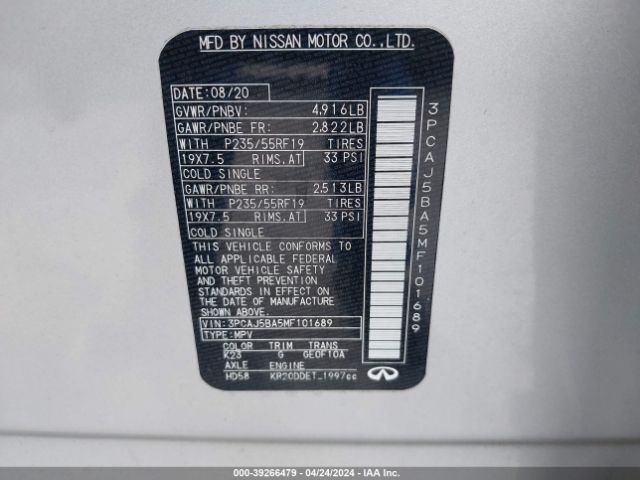 MFD BY NISSAN MOTOR CO.,LTD.
DATE:08/20
GVWR/PNBV: 4.916LB
GAWR/PNBE FR: 2.822LB
WITH P235/55RF19 TIRES
19X7.5 RIMS.AT 33 PSI
COLD SINGLE
GAWR/PNBE RR: 2.513LB
WITH P235/55RF19 TIRES
19X7.5 RIMS.AT 33 PSI
COLD SINGLE
THIS VEHICLE CONFORMS TO
ALL APPLICABLE FEDERAL
MOTOR VEHICLE SAFETY
AND THEFT PREVENTION
STANDARDS IN EFFECT ON THE
DATE OF MANUFACTURE
SHOWN ABOVE.
VIN:3PCAJ5BA5MF101689
TYPE:MPV
COLOR TRIM TRANS
K23 G GE0F10A
AXLE ENGINE
HD58 KR20DDET_1997cc
3PCAJ5BA5MF101689
000-39266479 - 04/24/2024 - IAA Inc.